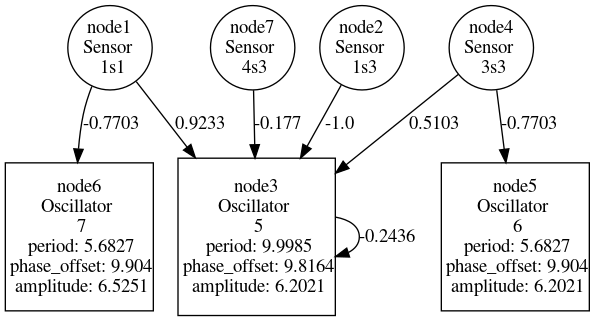 node1
Sensor
1s1
node7
Sensor
4s3
node2
Sensor
1s3
node4
Sensor
3s3
-0.7703
0.9233
-0.177
-1.0
0.5103
-0.7703
node6
Oscillator
7
period: 5.6827
phase_offset: 9.904
amplitude: 6.5251
node3
Oscillator
5
period: 9.9985
phase_offset: 9.8164
amplitude: 6.2021
-0.2436
node5
Oscillator
6
period: 5.6827
phase_offset: 9.904
amplitude: 6.2021